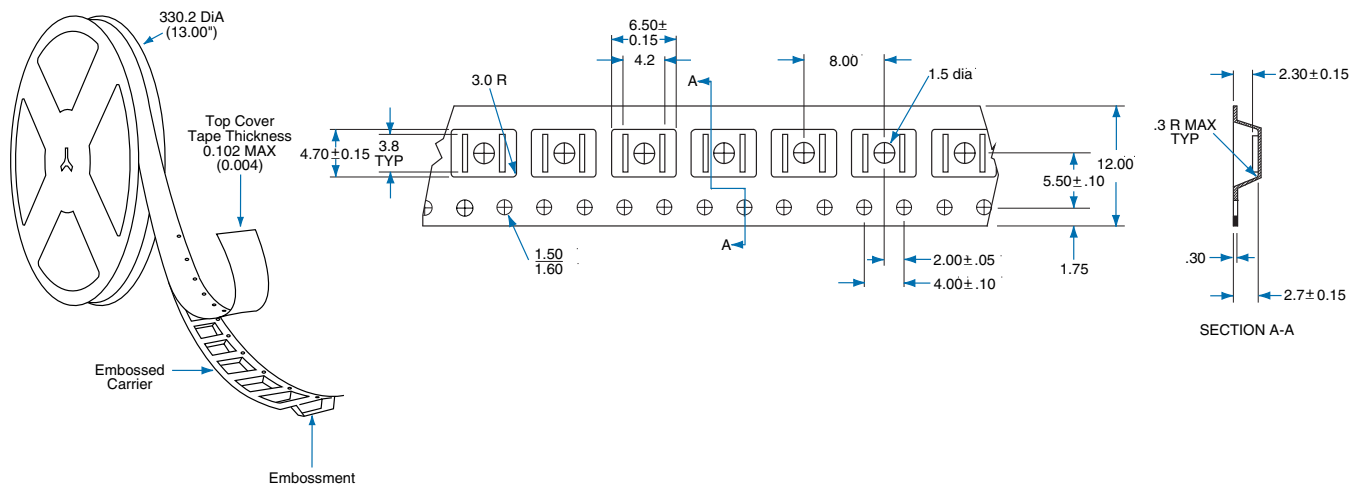 330.2 DiA
(13.00")
Top Cover
Tape Thickness
0.102 MAX
(0.004)
Embossed
Carrier
Embossment
6.50±
0.15
4.2
3.0 R
A
8.00
1.5 dia
4.70±0.15
3.8
TYP
12.00
5.50±.10
1.50
1.60
A
2.00±.05
4.00±.10
1.75
2.30±0.15
.3 R MAX
TYP
.30
2.7±0.15
SECTION A-A